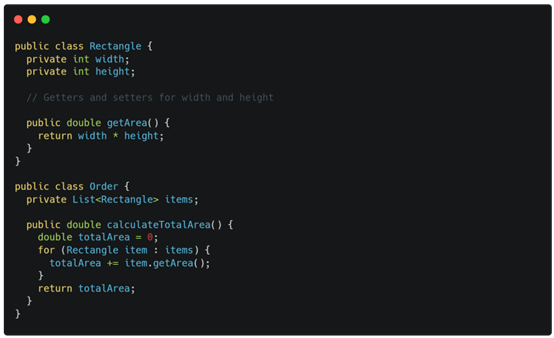 public class Rectangle {
  private int width;
  private int height;

  // Getters and setters for width and height

  public double getArea() {
    return width * height;
  }
}

public class Order {
  private List<Rectangle> items;

  public double calculateTotalArea() {
    double totalArea = 0;
    for (Rectangle item : items) {
      totalArea += item.getArea();
    }
    return totalArea;
  }
}